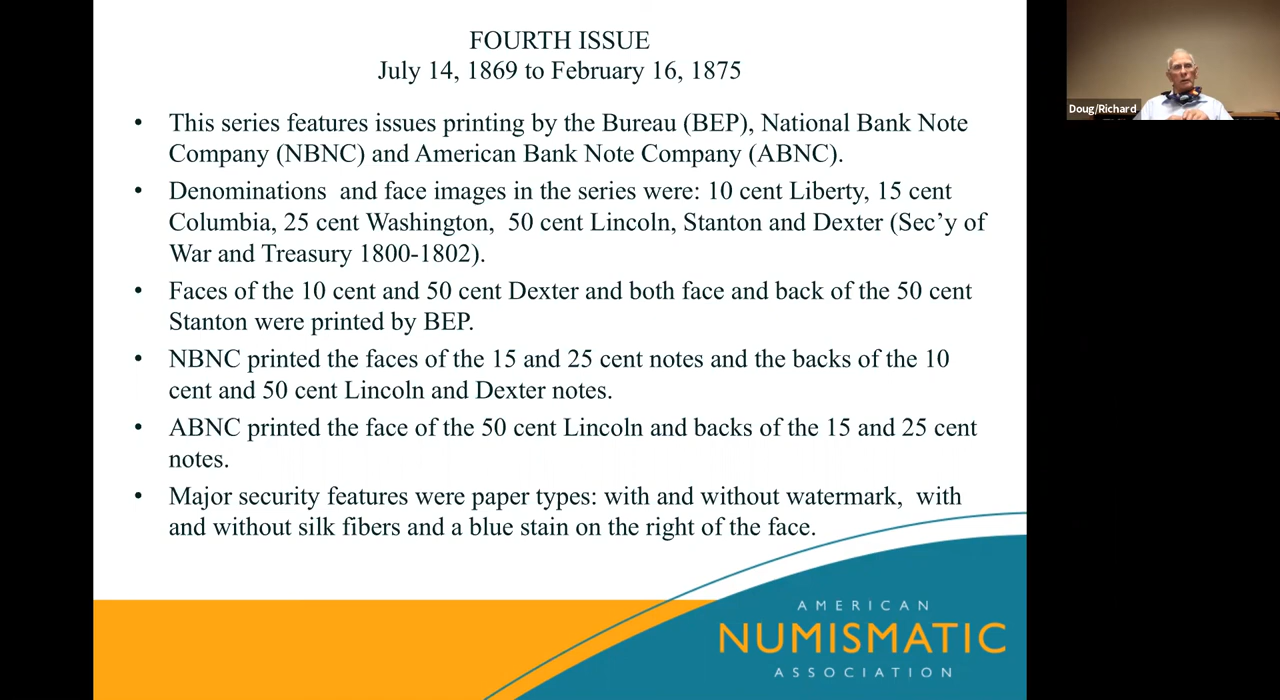 FOURTH ISSUE
July 14, 1869 to February 16, 1875
• This series features issues printing by the Bureau (BEP), National Bank Note
Company (NBNC) and American Bank Note Company (ABNC).
• Denominations  and face images in the series were: 10 cent Liberty, 15 cent
Columbia, 25 cent Washington,  50 cent Lincoln, Stanton and Dexter (Sec’y of
War and Treasury 1800-1802).
• Faces of the 10 cent and 50 cent Dexter and both face and back of the 50 cent
Stanton were printed by BEP.
• NBNC printed the faces of the 15 and 25 cent notes and the backs of the 10
cent and 50 cent Lincoln and Dexter notes.
• ABNC printed the face of the 50 cent Lincoln and backs of the 15 and 25 cent
notes.
• Major security features were paper types: with and without watermark,  with
and without silk fibers and a blue stain on the right of the face.
AMERICAN
NUMISMATIC
ASSOCIATION
Doug/Richard